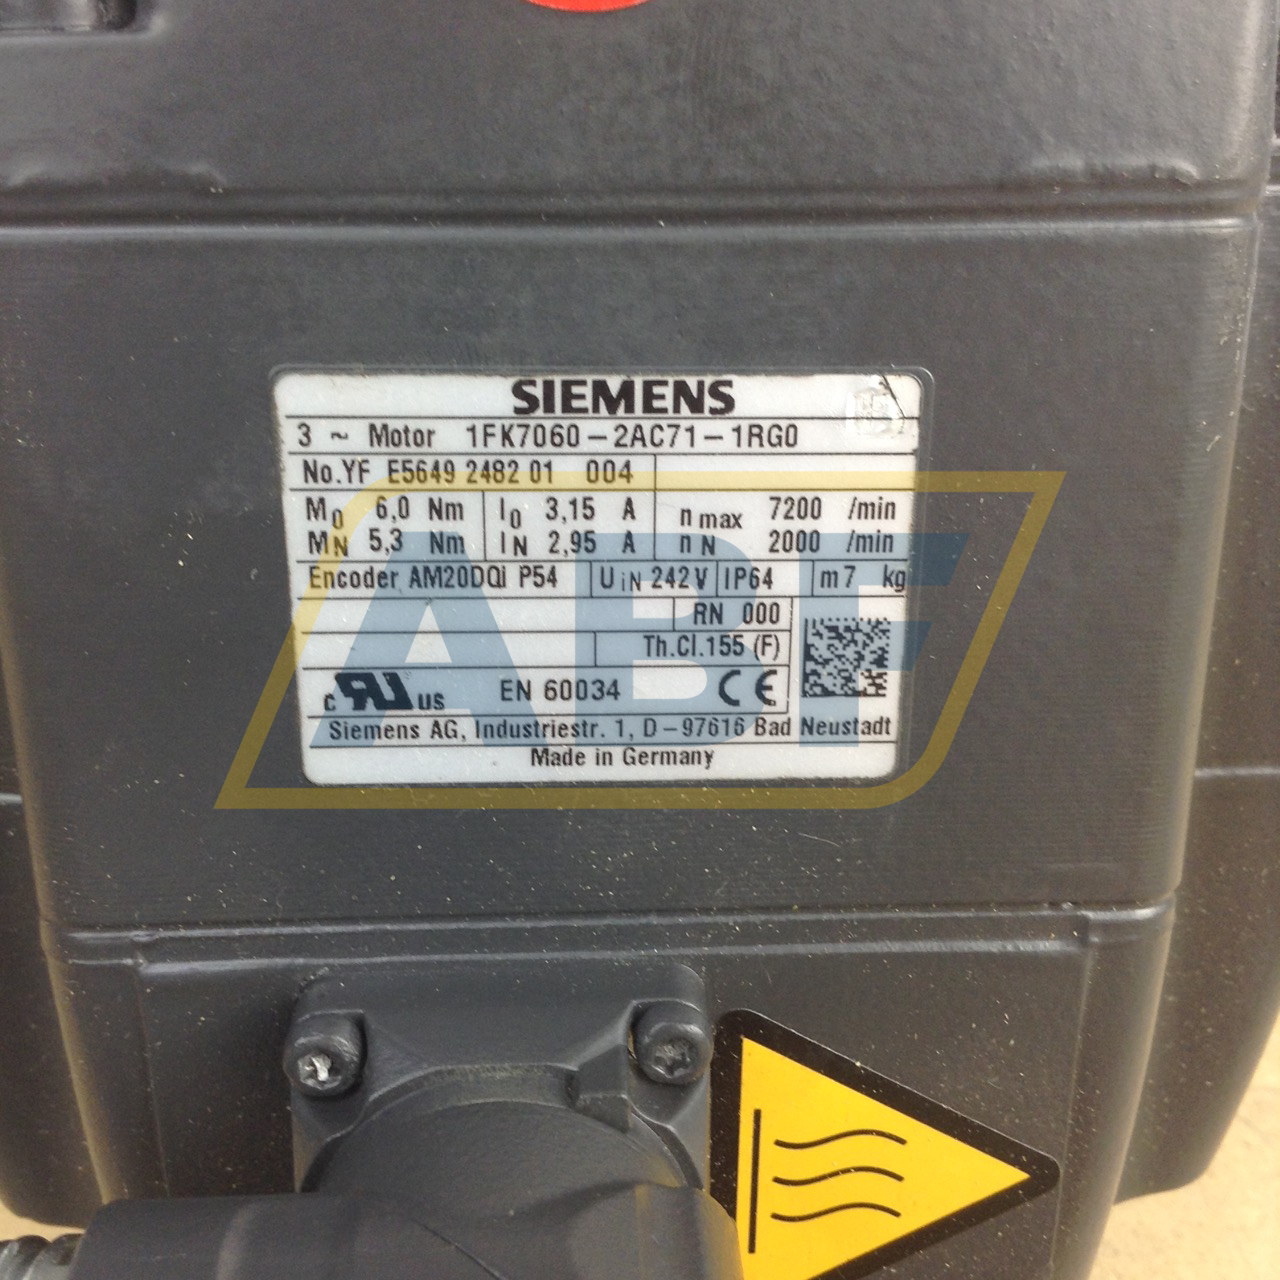 SIEMENS
3 ~ Motor 1FK7060-2AC71-1RG0
No.YF E5649 2482 01 004
M0 6,0 Nm I0 3,15 A n max 7200 /min
MN 5,3 Nm IN 2,95 A n N 2000 /min
Encoder AM20DQI P54 UiN 242 V IP64 m 7 kg
RN 000
Th.Cl.155 (F)
c RU US EN 60034 CE
Siemens AG, Industriestr. 1, D-97616 Bad Neustadt
Made in Germany
ABF